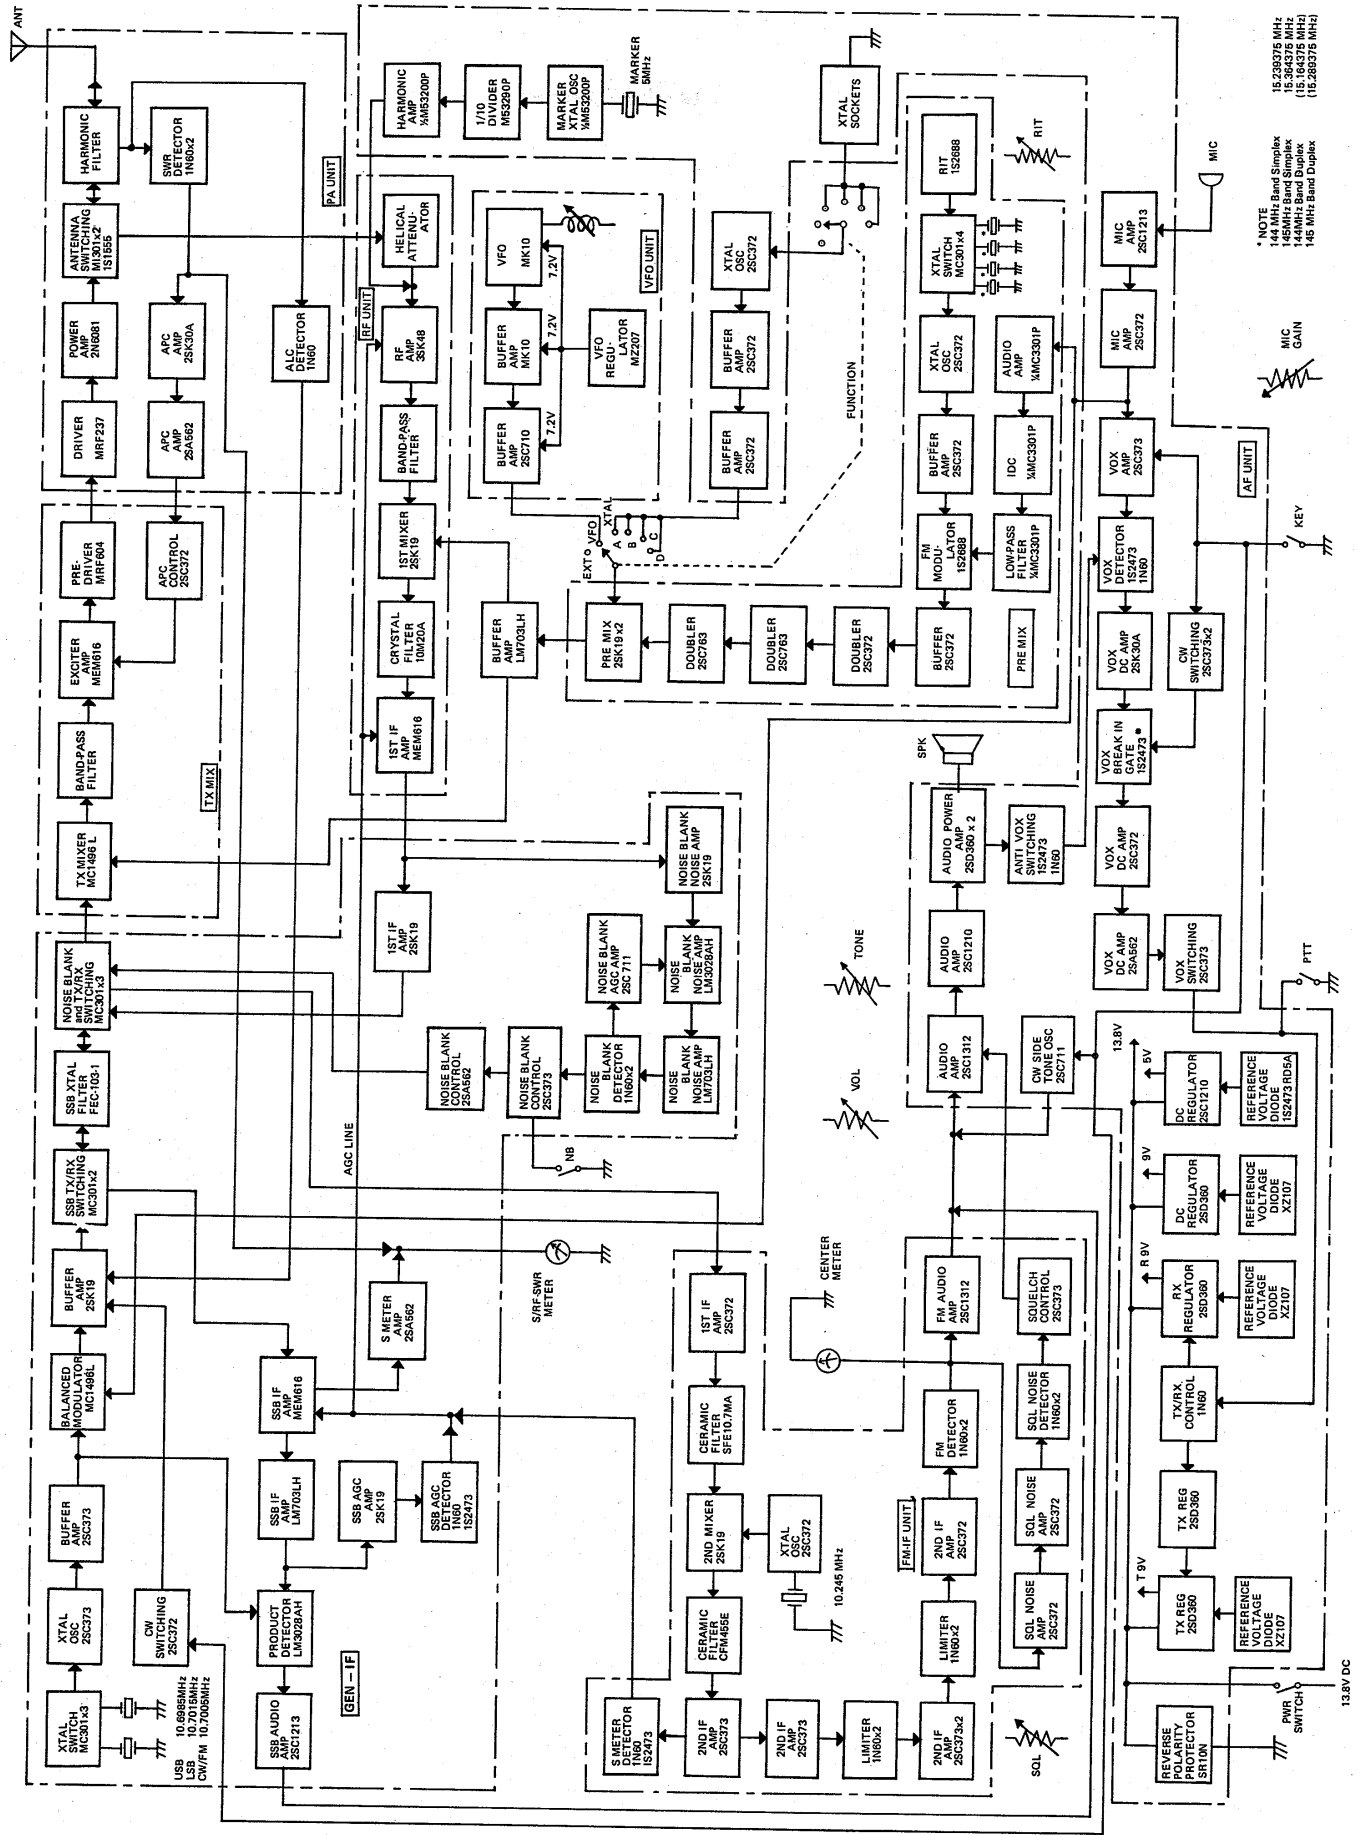 ANT
HARMONIC
FILTER
SWR
DETECTOR
1N60x2
ANTENNA
SWITCHING
MI301x2
1S1555
POWER
AMP
2N6081
APC
AMP
2SK30A
ALC
DETECTOR
1N60
DRIVER
MRF237
APC
AMP
2SA562
PA UNIT
PRE-
DRIVER
MRF604
APC
CONTROL
2SC372
EXCITER
AMP
MEM616
BAND-PASS
FILTER
TX MIXER
MC1496 L
TX MIX
NOISE BLANK
and TX/RX
SWITCHING
MC301x3
SSB XTAL
FILTER
FEC-103-1
SSB TX/RX
SWITCHING
MC301x2
BUFFER
AMP
2SK19
BALANCED
MODULATOR
MC1496L
BUFFER
AMP
2SC373
XTAL
OSC
2SC373
XTAL
SWITCH
MC301x3
USB 10.6985MHz
LSB 10.7015MHz
CW/FM 10.7005MHz
CW
SWITCHING
2SC372
SSB IF
AMP
MEM616
SSB IF
AMP
LM703LH
PRODUCT
DETECTOR
LM3028AH
SSB AUDIO
AMP
2SC1213
S METER
AMP
2SA562
SSB AGC
AMP
2SK19
SSB AGC
DETECTOR
1N60
1S2473
GEN - IF
AGC LINE
S/RF-SWR
METER
HARMONIC
AMP
½M53200P
1/10
DIVIDER
M53290P
MARKER
XTAL OSC
½M53200P
MARKER
5MHz
HELICAL
ATTENU-
ATOR
RF UNIT
RF
AMP
3SK48
BAND-PASS
FILTER
1ST MIXER
2SK19
CRYSTAL
FILTER
10M20A
1ST IF
AMP
MEM616
1ST IF
AMP
2SK19
VFO
MK10
7.2V
BUFFER
AMP
MK10
7.2V
BUFFER
AMP
2SC710
7.2V
VFO
REGU-
LATOR
MZ207
VFO UNIT
EXT
VFO
XTAL
A
B
C
D
BUFFER
AMP
LM703LH
XTAL
OSC
2SC372
BUFFER
AMP
2SC372
BUFFER
AMP
2SC372
XTAL
SOCKETS
FUNCTION
PRE MIX
2SK19 x 2
DOUBLER
2SC763
DOUBLER
2SC763
DOUBLER
2SC372
BUFFER
2SC372
PRE MIX
RIT
1S2688
RIT
XTAL
SWITCH
MC301x4
XTAL
OSC
2SC372
BUFFER
AMP
2SC372
FM
MODU-
LATOR
1S2688
AUDIO
AMP
¼MC3301P
IDC
¼MC3301P
LOW-PASS
FILTER
¼MC3301P
NOISE BLANK
NOISE AMP
2SK19
NOISE
BLANK
NOISE AMP
LM3028AH
NOISE
BLANK
NOISE AMP
LM703LH
NOISE BLANK
AGC AMP
2SC 711
NOISE
BLANK
DETECTOR
1N60x2
NOISE BLANK
CONTROL
2SC373
NOISE BLANK
CONTROL
2SA562
NB
MIC
MIC
AMP
2SC1213
MIC
AMP
2SC372
MIC
GAIN
VOX
AMP
2SC373
VOX
DETECTOR
1S2473
1N60
VOX
DC AMP
2SK30A
VOX
BREAK IN
GATE
1S2473 *
VOX
DC AMP
2SC372
VOX
DC AMP
2SA562
VOX
SWITCHING
2SC373
CW
SWITCHING
2SC373x2
AF UNIT
KEY
PTT
SPK
AUDIO POWER
AMP
2SD360 x 2
ANTI VOX
SWITCHING
1S2473
1N60
AUDIO
AMP
2SC1210
AUDIO
AMP
2SC1312
CW SIDE
TONE OSC
2SC711
TONE
VOL
1ST IF
AMP
2SC372
CERAMIC
FILTER
SFE10.7MA
2ND MIXER
2SK19
XTAL
OSC
2SC372
10.245 MHz
CERAMIC
FILTER
CFM455E
2ND IF
AMP
2SC373
S METER
DETECTOR
1N60
IS2473
2ND IF
AMP
2SC373
LIMITER
1N60x2
2ND IF
AMP
2SC373x2
LIMITER
1N60x2
2ND IF
AMP
2SC372
FM-IF UNIT
FM
DETECTOR
1N60x2
FM AUDIO
AMP
2SC1312
CENTER
METER
SQL NOISE
AMP
2SC372
SQL NOISE
AMP
2SC372
SQL NOISE
DETECTOR
1N60x2
SQUELCH
CONTROL
2SC373
SQL
13.8V
5V
9V
R 9V
T 9V
DC
REGULATOR
2SC1210
REFERENCE
VOLTAGE
DIODE
1S2473RD5A
DC
REGULATOR
2SD360
REFERENCE
VOLTAGE
DIODE
XZ107
RX
REGULATOR
2SD360
REFERENCE
VOLTAGE
DIODE
XZ107
TX/RX
CONTROL
1N60
TX REG
2SD360
TX REG
2SD360
REFERENCE
VOLTAGE
DIODE
XZ107
REVERSE
POLARITY
PROTECTOR
SR10N
PWR
SWITCH
13.8V DC
* NOTE
144 MHz Band Simplex 15.239375 MHz
145MHz Band Simplex 15.364375 MHz
144MHz Band Duplex (15.164375 MHz)
145 MHz Band Duplex (15.289375 MHz)